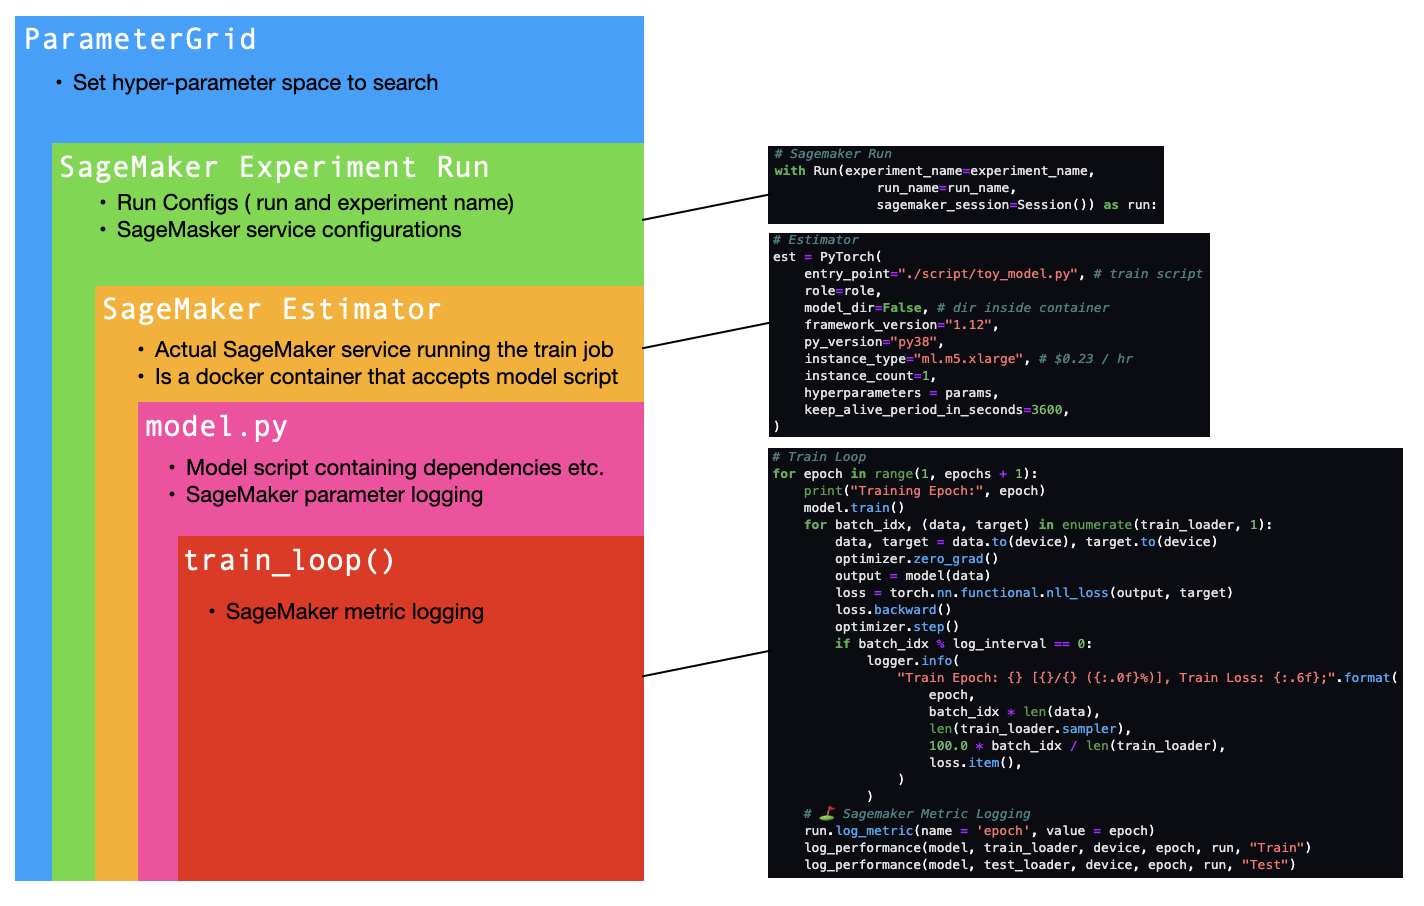 ParameterGrid
• Set hyper-parameter space to search
SageMaker Experiment Run
• Run Configs ( run and experiment name)
• SageMasker service configurations
SageMaker Estimator
• Actual SageMaker service running the train job
• Is a docker container that accepts model script
model.py
• Model script containing dependencies etc.
• SageMaker parameter logging
train_loop()
• SageMaker metric logging
# Sagemaker Run
with Run(experiment_name=experiment_name,
             run_name=run_name,
             sagemaker_session=Session()) as run:
# Estimator
est = PyTorch(
    entry_point="./script/toy_model.py", # train script
    role=role,
    model_dir=False, # dir inside container
    framework_version="1.12",
    py_version="py38",
    instance_type="ml.m5.xlarge", # $0.23 / hr
    instance_count=1,
    hyperparameters = params,
    keep_alive_period_in_seconds=3600,
)
# Train Loop
for epoch in range(1, epochs + 1):
    print("Training Epoch:", epoch)
    model.train()
    for batch_idx, (data, target) in enumerate(train_loader, 1):
        data, target = data.to(device), target.to(device)
        optimizer.zero_grad()
        output = model(data)
        loss = torch.nn.functional.nll_loss(output, target)
        loss.backward()
        optimizer.step()
        if batch_idx % log_interval == 0:
            logger.info(
                "Train Epoch: {} [{}/{} ({:.0f}%)], Train Loss: {:.6f};".format(
                    epoch,
                    batch_idx * len(data),
                    len(train_loader.sampler),
                    100.0 * batch_idx / len(train_loader),
                    loss.item(),
                )
            )
    # ⛳ Sagemaker Metric Logging
    run.log_metric(name = 'epoch', value = epoch)
    log_performance(model, train_loader, device, epoch, run, "Train")
    log_performance(model, test_loader, device, epoch, run, "Test")